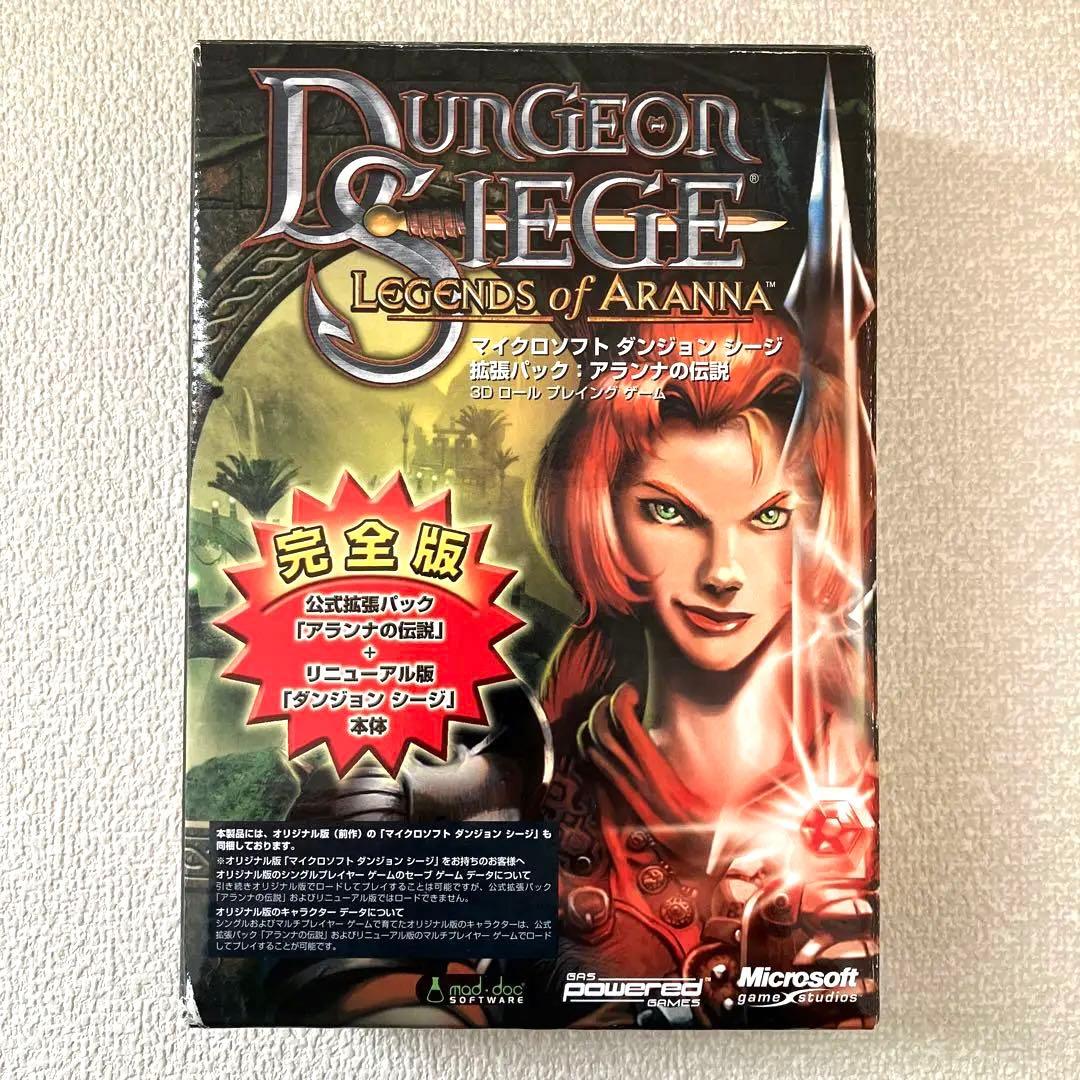 DUNGEON
SIEGE®
LEGENDS of ARANNA™
マイクロソフト ダンジョン シージ
拡張パック：アランナの伝説
3D ロール プレイング ゲーム
完全版
公式拡張パック
「アランナの伝説」
+
リニューアル版
「ダンジョン シージ」
本体
本製品には、オリジナル版（前作）の「マイクロソフト ダンジョン シージ」も
同梱しております。
※オリジナル版「マイクロソフト ダンジョン シージ」をお持ちのお客様へ
オリジナル版のシングルプレイヤー ゲームのセーブ ゲーム データについて
引き続きオリジナル版でロードしてプレイすることは可能ですが、公式拡張パック
「アランナの伝説」およびリニューアル版ではロードできません。
オリジナル版のキャラクター データについて
シングルおよびマルチプレイヤー ゲームで育てたオリジナル版のキャラクターは、公式
拡張パック「アランナの伝説」およびリニューアル版のマルチプレイヤー ゲームでロード
してプレイすることが可能です。
mad·doc
SOFTWARE
GAS
powered™
GAMES
Microsoft
game studios